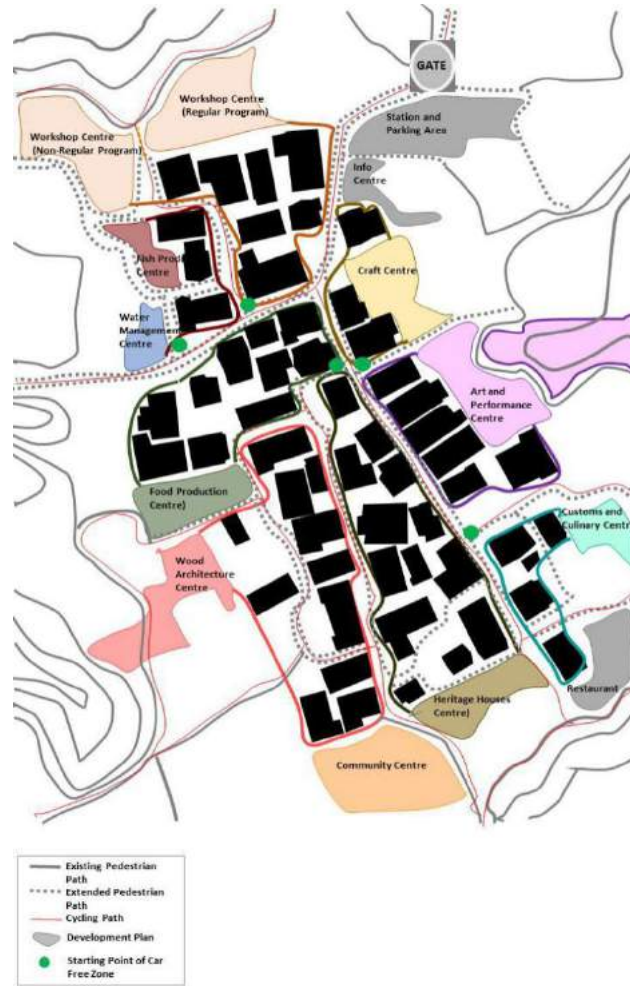 GATE
Workshop Centre
(Regular Program)
Station and
Parking Area
Workshop Centre
(Non-Regular Program)
Info
Centre
Fish Prod
Centre
Craft Centre
Water
Management
Centre
Art and
Performance
Centre
Food Production
Centre)
Customs and
Culinary Centr
Wood
Architecture
Centre
Restaurant
Heritage Houses
Centre)
Community Centre
Existing Pedestrian
Path
Extended Pedestrian
Path
Cycling Path
Development Plan
Starting Point of Car
Free Zone